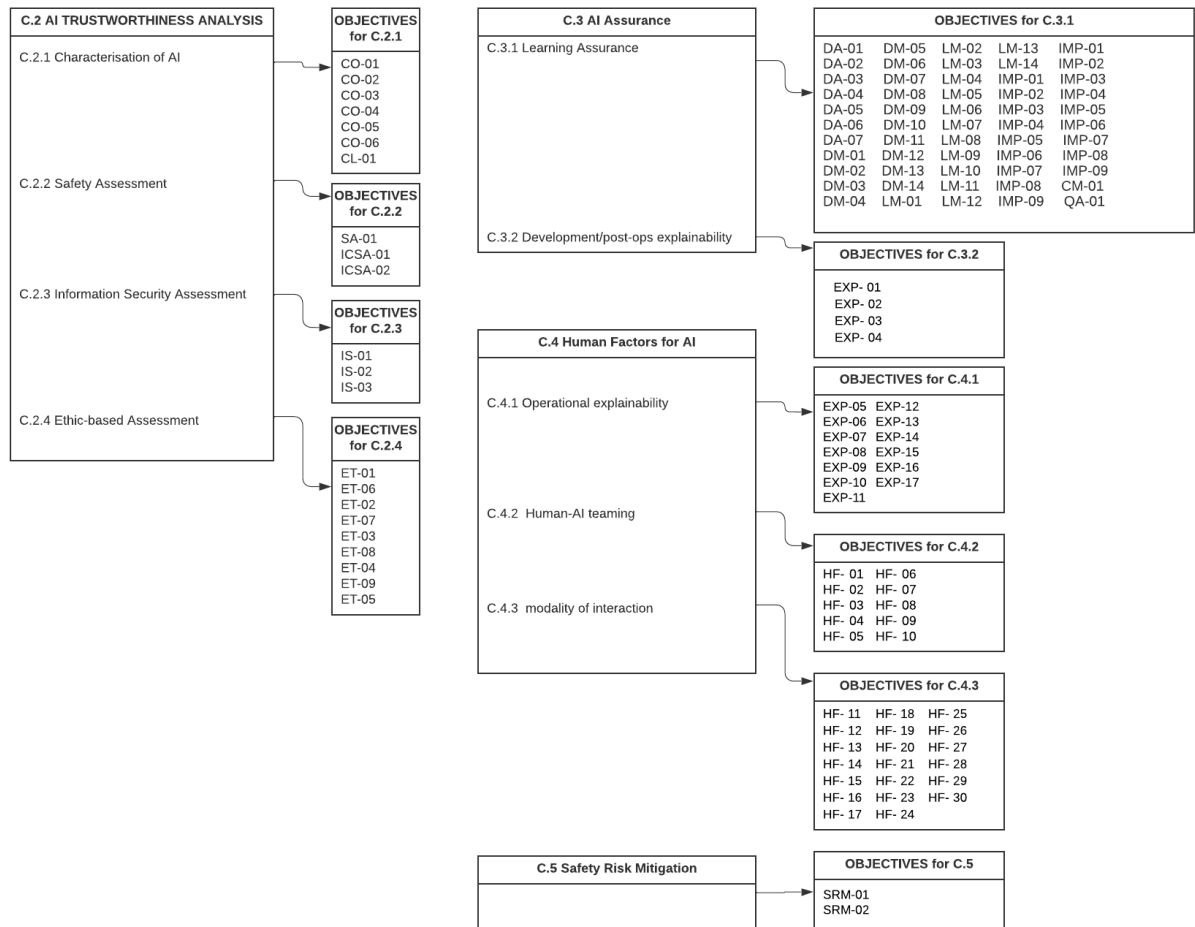 C.2 AI TRUSTWORTHINESS ANALYSIS
C.2.1 Characterisation of AI
C.2.2 Safety Assessment
C.2.3 Information Security Assessment
C.2.4 Ethic-based Assessment
OBJECTIVES
for C.2.1
CO-01
CO-02
CO-03
CO-04
CO-05
CO-06
CL-01
OBJECTIVES
for C.2.2
SA-01
ICSA-01
ICSA-02
OBJECTIVES
for C.2.3
IS-01
IS-02
IS-03
OBJECTIVES
for C.2.4
ET-01
ET-06
ET-02
ET-07
ET-03
ET-08
ET-04
ET-09
ET-05
C.3 AI Assurance
C.3.1 Learning Assurance
C.3.2 Development/post-ops explainability
OBJECTIVES for C.3.1
DA-01 DM-05 LM-02 LM-13 IMP-01
DA-02 DM-06 LM-03 LM-14 IMP-02
DA-03 DM-07 LM-04 IMP-01 IMP-03
DA-04 DM-08 LM-05 IMP-02 IMP-04
DA-05 DM-09 LM-06 IMP-03 IMP-05
DA-06 DM-10 LM-07 IMP-04 IMP-06
DA-07 DM-11 LM-08 IMP-05 IMP-07
DM-01 DM-12 LM-09 IMP-06 IMP-08
DM-02 DM-13 LM-10 IMP-07 IMP-09
DM-03 DM-14 LM-11 IMP-08 CM-01
DM-04 LM-01 LM-12 IMP-09 QA-01
OBJECTIVES for C.3.2
EXP- 01
EXP- 02
EXP- 03
EXP- 04
C.4 Human Factors for AI
C.4.1 Operational explainability
C.4.2 Human-AI teaming
C.4.3 modality of interaction
OBJECTIVES for C.4.1
EXP-05 EXP-12
EXP-06 EXP-13
EXP-07 EXP-14
EXP-08 EXP-15
EXP-09 EXP-16
EXP-10 EXP-17
EXP-11
OBJECTIVES for C.4.2
HF- 01 HF- 06
HF- 02 HF- 07
HF- 03 HF- 08
HF- 04 HF- 09
HF- 05 HF- 10
OBJECTIVES for C.4.3
HF- 11 HF- 18 HF- 25
HF- 12 HF- 19 HF- 26
HF- 13 HF- 20 HF- 27
HF- 14 HF- 21 HF- 28
HF- 15 HF- 22 HF- 29
HF- 16 HF- 23 HF- 30
HF- 17 HF- 24
C.5 Safety Risk Mitigation
OBJECTIVES for C.5
SRM-01
SRM-02